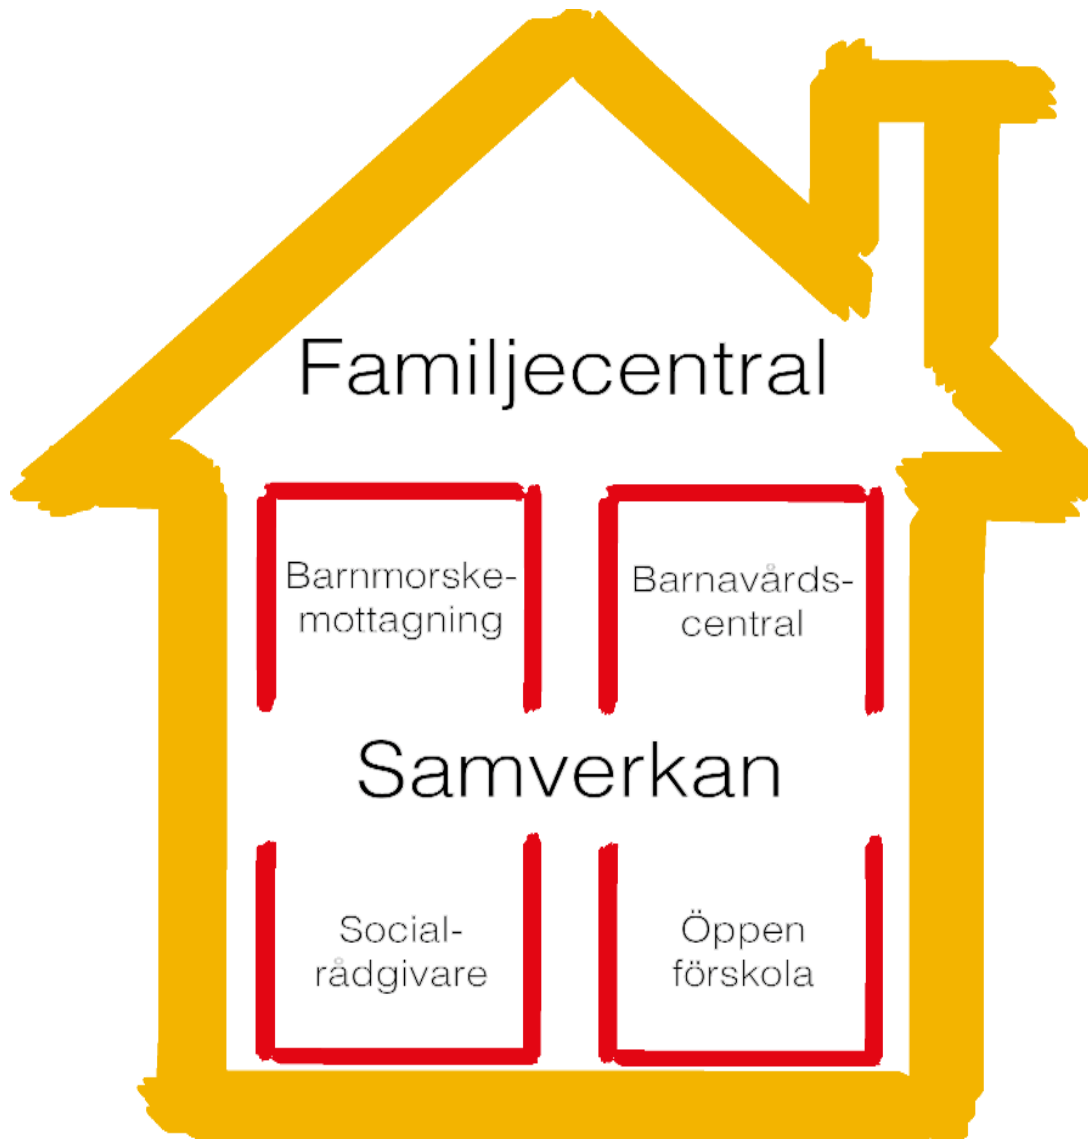 Familjecentral
Barnmorske-
mottagning
Barnavårds-
central
Samverkan
Social-
rådgivare
Öppen
förskola